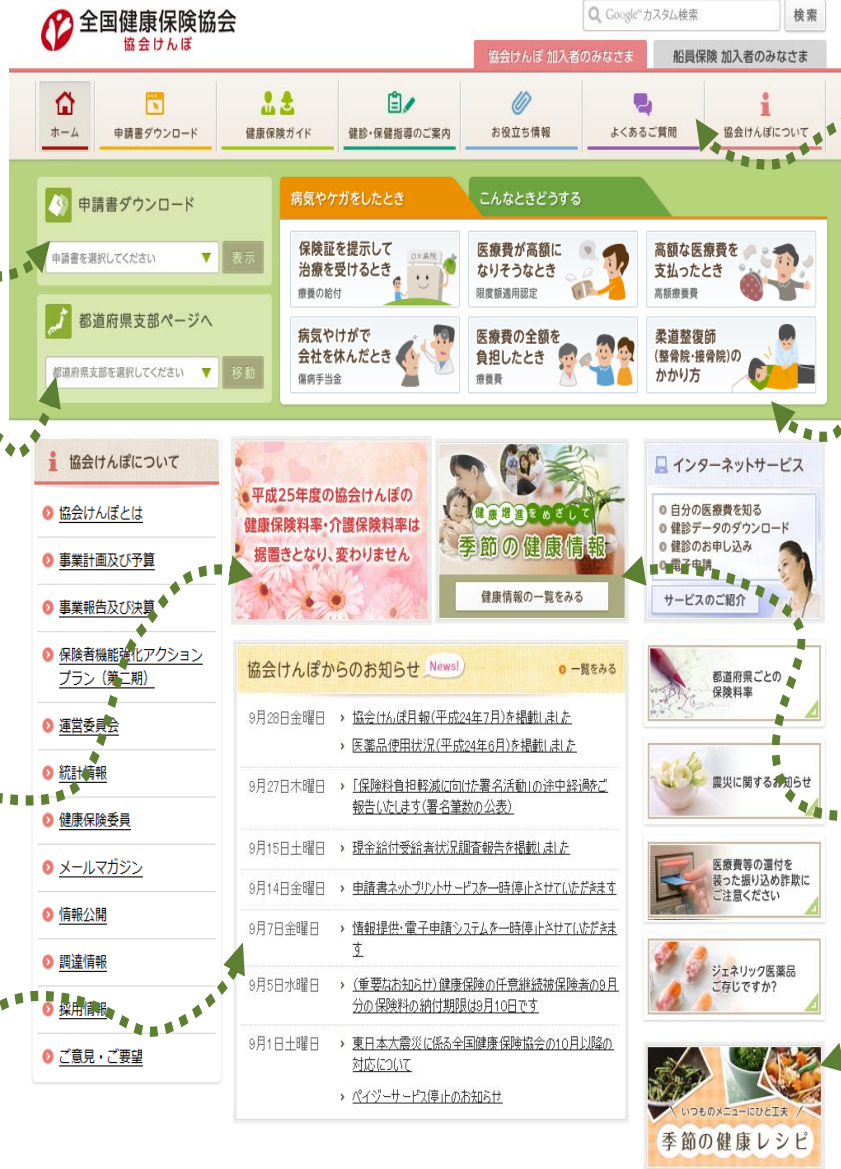 全国健康保険協会
協会けんぽ
Google™カスタム検索
検索
協会けんぽ 加入者のみなさま
船員保険 加入者のみなさま
ホーム
申請書ダウンロード
健康保険ガイド
健診・保健指導のご案内
お役立ち情報
よくあるご質問
協会けんぽについて
申請書ダウンロード
申請書を選択してください
表示
都道府県支部ページへ
都道府県支部を選択してください
移動
病気やケガをしたとき
こんなときどうする
保険証を提示して
治療を受けるとき
療養の給付
○×病院
医療費が高額に
なりそうなとき
限度額適用認定
高額な医療費を
支払ったとき
高額療養費
病気やけがで
会社を休んだとき
傷病手当金
医療費の全額を
負担したとき
療養費
柔道整復師
(整骨院・接骨院)の
かかり方
協会けんぽについて
協会けんぽとは
事業計画及び予算
事業報告及び決算
保険者機能強化アクション
プラン（第二期）
運営委員会
統計情報
健康保険委員
メールマガジン
情報公開
調達情報
採用情報
ご意見・ご要望
平成25年度の協会けんぽの
健康保険料率・介護保険料率は
据置きとなり、変わりません
健康増進をめざして
季節の健康情報
健康情報の一覧をみる
協会けんぽからのお知らせ News!
一覧をみる
9月28日金曜日 › 協会けんぽ月報(平成24年7月)を掲載しました
› 医薬品使用状況(平成24年6月)を掲載しました
9月27日木曜日 › 「保険料負担軽減に向けた署名活動」の途中経過をご
報告いたします(署名筆数の公表)
9月15日土曜日 › 現金給付受給者状況調査報告を掲載しました
9月14日金曜日 › 申請書ネットプリントサービスを一時停止させていただきます
9月7日金曜日 › 情報提供・電子申請システムを一時停止させていただきま
す
9月5日水曜日 › (重要なお知らせ)健康保険の任意継続被保険者の9月
分の保険料の納付期限は9月10日です
9月1日土曜日 › 東日本大震災に係る全国健康保険協会の10月以降の
対応について
› ペイジーサービス停止のお知らせ
インターネットサービス
自分の医療費を知る
健診データのダウンロード
健診のお申し込み
電子申請
サービスのご紹介
都道府県ごとの
保険料率
震災に関するお知らせ
医療費等の還付を
装った振り込め詐欺に
ご注意ください
ジェネリック医薬品
ご存じですか?
いつものメニューにひと工夫
季節の健康レシピ